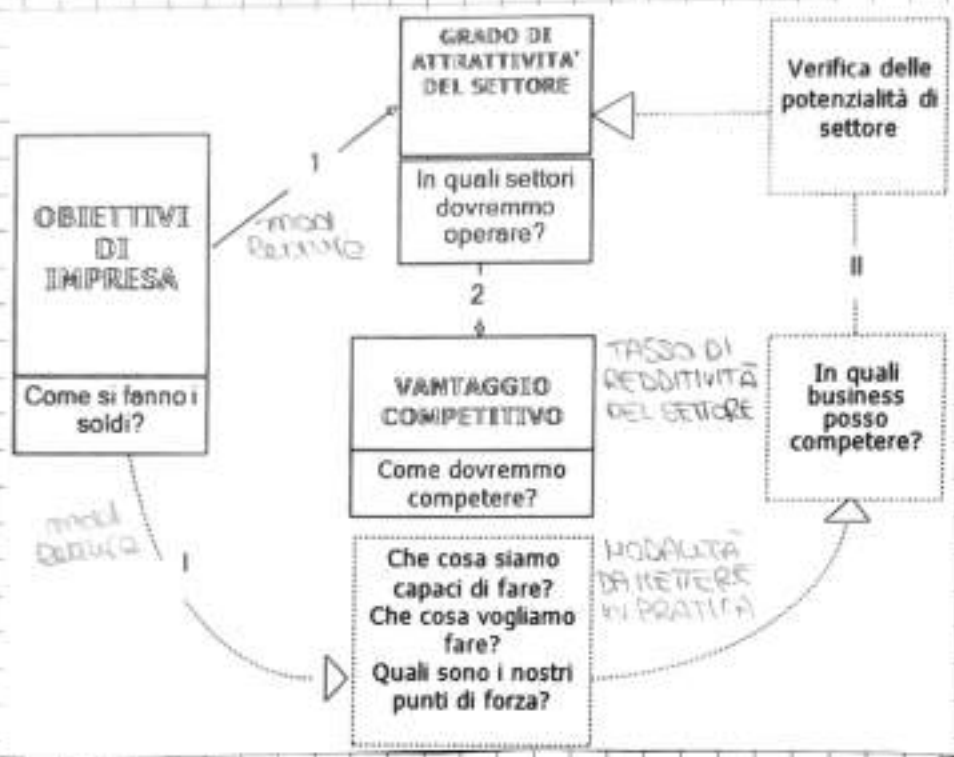 GRADO DI
ATTRATTIVITA'
DEL SETTORE
In quali settori
dovremmo
operare?
Verifica delle
potenzialità di
settore
OBIETTIVI
DI
IMPRESA
Come si fanno i
soldi?
1
modi
2
VANTAGGIO
COMPETITIVO
Come dovremmo
competere?
TASSO DI
REDDITIVITÀ
DEL SETTORE
II
In quali
business
posso
competere?
modi
I
Che cosa siamo
capaci di fare?
Che cosa vogliamo
fare?
Quali sono i nostri
punti di forza?
MODALITÀ
DA METTERE
IN PRATICA